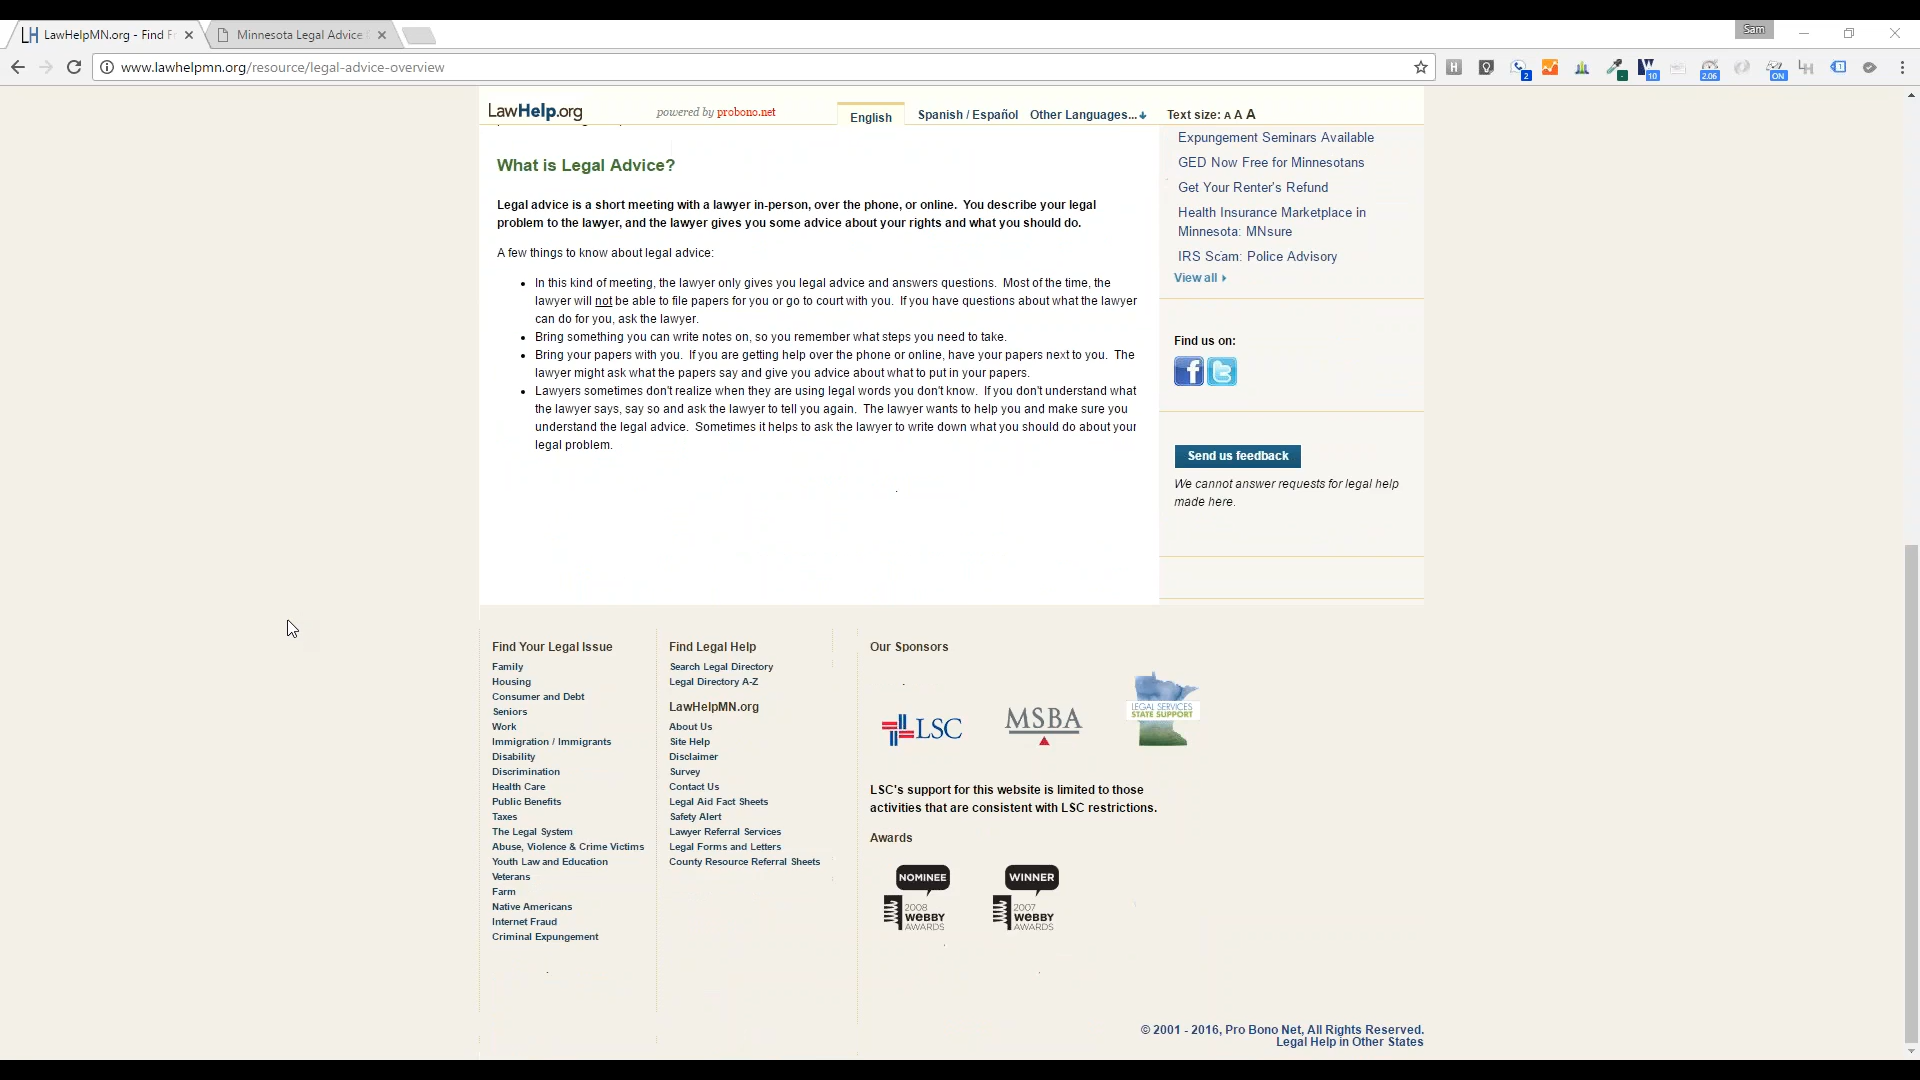 Sam
LawHelpMN.org - Find F
Minnesota Legal Advice
www.lawhelpmn.org/resource/legal-advice-overview
H
2
10
2.06
ON
LH
1
LawHelp.org
powered by probono.net
English
Spanish / Español
Other Languages...
Text size: A A A
What is Legal Advice?
Legal advice is a short meeting with a lawyer in-person, over the phone, or online.  You describe your legal
problem to the lawyer, and the lawyer gives you some advice about your rights and what you should do.
A few things to know about legal advice:
In this kind of meeting, the lawyer only gives you legal advice and answers questions.  Most of the time, the
lawyer will not be able to file papers for you or go to court with you.  If you have questions about what the lawyer
can do for you, ask the lawyer.
Bring something you can write notes on, so you remember what steps you need to take.
Bring your papers with you.  If you are getting help over the phone or online, have your papers next to you.  The
lawyer might ask what the papers say and give you advice about what to put in your papers.
Lawyers sometimes don't realize when they are using legal words you don't know.  If you don't understand what
the lawyer says, say so and ask the lawyer to tell you again.  The lawyer wants to help you and make sure you
understand the legal advice.  Sometimes it helps to ask the lawyer to write down what you should do about your
legal problem.
Expungement Seminars Available
GED Now Free for Minnesotans
Get Your Renter's Refund
Health Insurance Marketplace in
Minnesota: MNsure
IRS Scam: Police Advisory
View all
Find us on:
Send us feedback
We cannot answer requests for legal help
made here.
Find Your Legal Issue
Family
Housing
Consumer and Debt
Seniors
Work
Immigration / Immigrants
Disability
Discrimination
Health Care
Public Benefits
Taxes
The Legal System
Abuse, Violence & Crime Victims
Youth Law and Education
Veterans
Farm
Native Americans
Internet Fraud
Criminal Expungement
Find Legal Help
Search Legal Directory
Legal Directory A-Z
LawHelpMN.org
About Us
Site Help
Disclaimer
Survey
Contact Us
Legal Aid Fact Sheets
Safety Alert
Lawyer Referral Services
Legal Forms and Letters
County Resource Referral Sheets
Our Sponsors
LSC
MSBA
LEGAL SERVICES
STATE SUPPORT
LSC's support for this website is limited to those
activities that are consistent with LSC restrictions.
Awards
NOMINEE
2008
WEBBY
AWARDS
WINNER
2007
WEBBY
AWARDS
© 2001 - 2016, Pro Bono Net, All Rights Reserved.
Legal Help in Other States